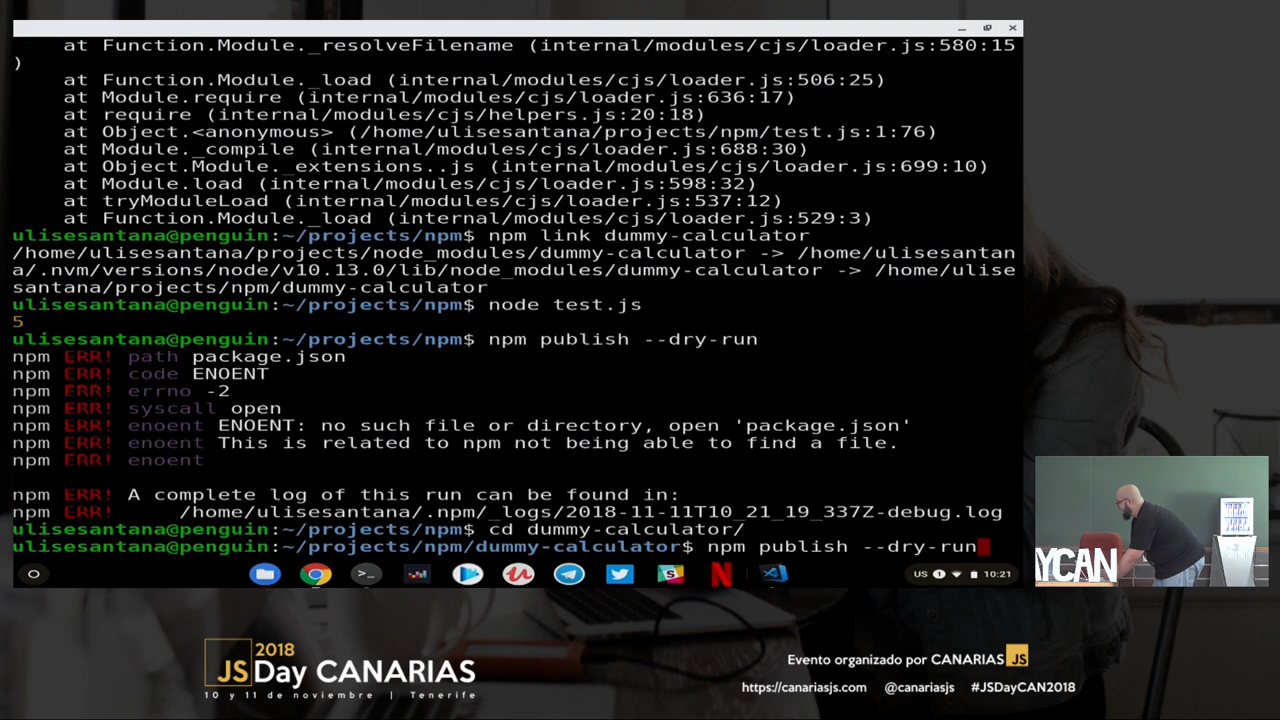 at Function.Module._resolveFilename (internal/modules/cjs/loader.js:580:15
)
at Function.Module._load (internal/modules/cjs/loader.js:506:25)
at Module.require (internal/modules/cjs/loader.js:636:17)
at require (internal/modules/cjs/helpers.js:20:18)
at Object.<anonymous> (/home/ulisesantana/projects/npm/test.js:1:76)
at Module._compile (internal/modules/cjs/loader.js:688:30)
at Object.Module._extensions..js (internal/modules/cjs/loader.js:699:10)
at Module.load (internal/modules/cjs/loader.js:598:32)
at tryModuleLoad (internal/modules/cjs/loader.js:537:12)
at Function.Module._load (internal/modules/cjs/loader.js:529:3)
ulisesantana@penguin:~/projects/npm$ npm link dummy-calculator
/home/ulisesantana/projects/node_modules/dummy-calculator -> /home/ulisesantan
a/.nvm/versions/node/v10.13.0/lib/node_modules/dummy-calculator -> /home/ulise
santana/projects/npm/dummy-calculator
ulisesantana@penguin:~/projects/npm$ node test.js
5
ulisesantana@penguin:~/projects/npm$ npm publish --dry-run
npm ERR! path package.json
npm ERR! code ENOENT
npm ERR! errno -2
npm ERR! syscall open
npm ERR! enoent ENOENT: no such file or directory, open 'package.json'
npm ERR! enoent This is related to npm not being able to find a file.
npm ERR! enoent
npm ERR! A complete log of this run can be found in:
npm ERR!     /home/ulisesantana/.npm/_logs/2018-11-11T10_21_19_337Z-debug.log
ulisesantana@penguin:~/projects/npm$ cd dummy-calculator/
ulisesantana@penguin:~/projects/npm/dummy-calculator$ npm publish --dry-run
US 1 10:21
YCAN
2018
JSDay CANARIAS
10 y 11 de noviembre | Tenerife
Evento organizado por CANARIAS JS
https://canariasjs.com @canariasjs #JSDayCAN2018